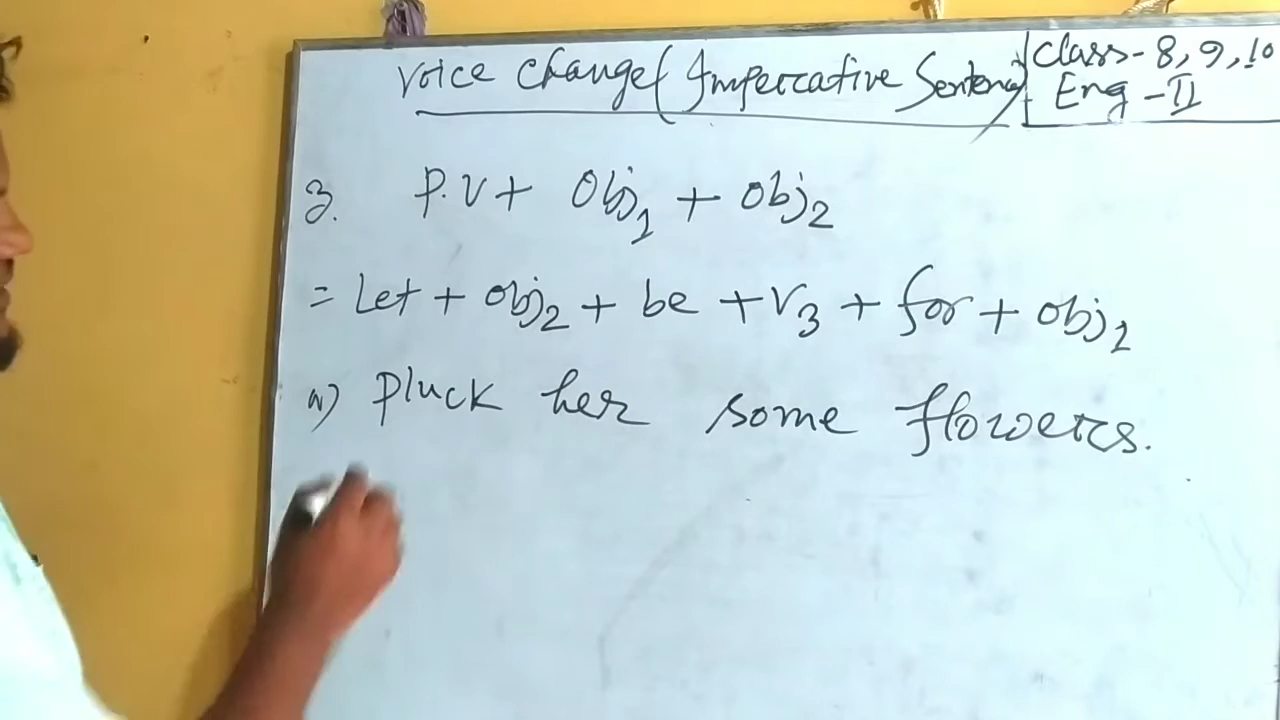 Voice Change (Imperative Sentence)
Class - 8, 9, 10
Eng - II
3. P.V + Obj1 + Obj2
= Let + Obj2 + be + V3 + for + Obj1
a) Pluck her some flowers.